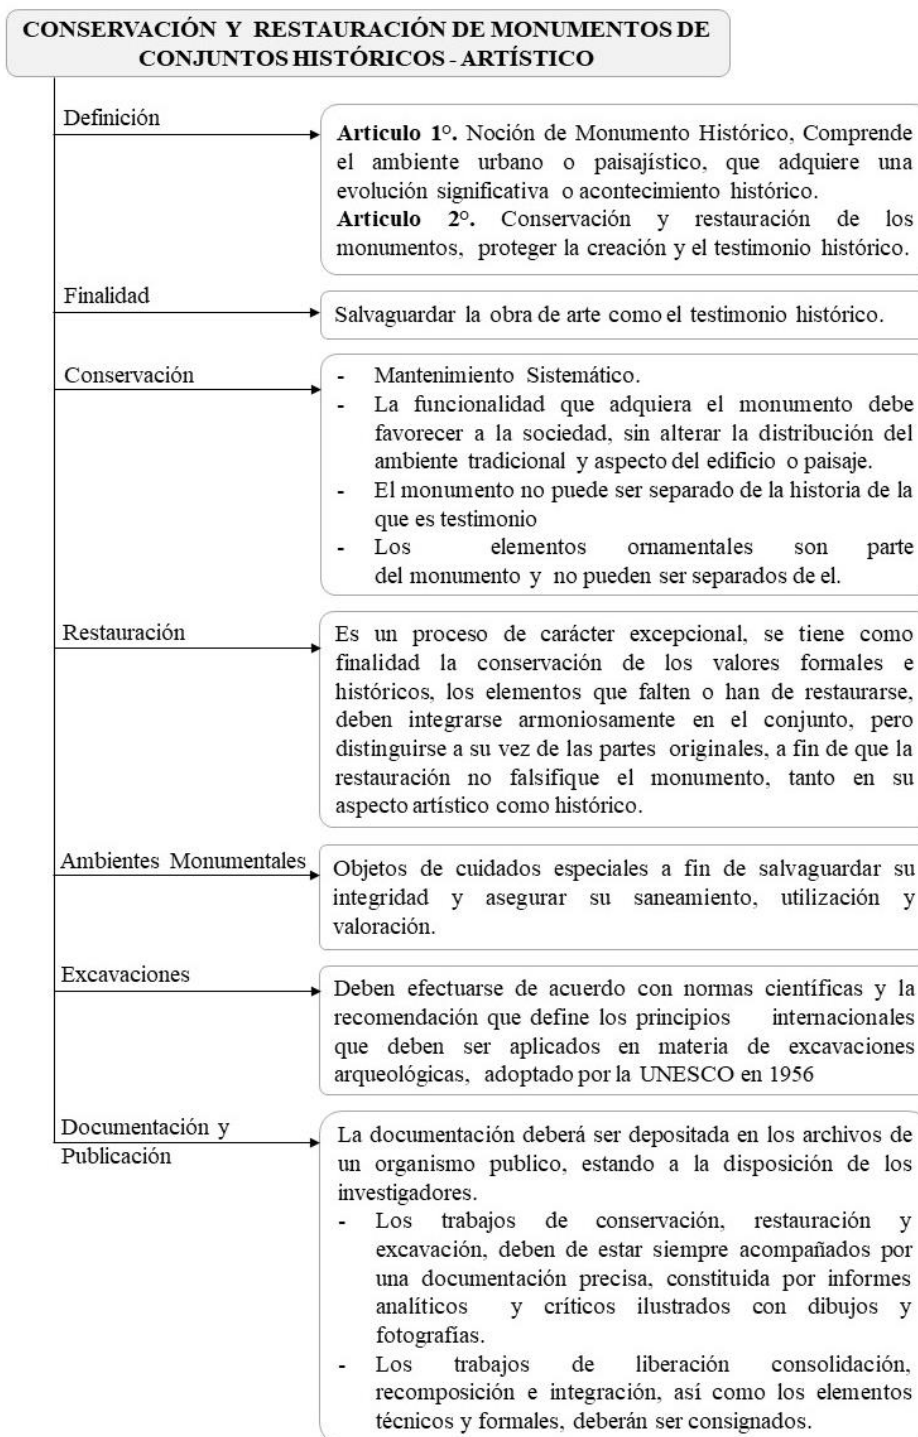 CONSERVACIÓN Y RESTAURACIÓN DE MONUMENTOS DE
CONJUNTOS HISTÓRICOS - ARTÍSTICO
Definición
Articulo 1°. Noción de Monumento Histórico, Comprende
el ambiente urbano o paisajístico, que adquiere una
evolución significativa o acontecimiento histórico.
Articulo 2°. Conservación y restauración de los
monumentos, proteger la creación y el testimonio histórico.
Finalidad
Salvaguardar la obra de arte como el testimonio histórico.
Conservación
- Mantenimiento Sistemático.
- La funcionalidad que adquiera el monumento debe
favorecer a la sociedad, sin alterar la distribución del
ambiente tradicional y aspecto del edificio o paisaje.
- El monumento no puede ser separado de la historia de la
que es testimonio
- Los elementos ornamentales son parte
del monumento y no pueden ser separados de el.
Restauración
Es un proceso de carácter excepcional, se tiene como
finalidad la conservación de los valores formales e
históricos, los elementos que falten o han de restaurarse,
deben integrarse armoniosamente en el conjunto, pero
distinguirse a su vez de las partes originales, a fin de que la
restauración no falsifique el monumento, tanto en su
aspecto artístico como histórico.
Ambientes Monumentales
Objetos de cuidados especiales a fin de salvaguardar su
integridad y asegurar su saneamiento, utilización y
valoración.
Excavaciones
Deben efectuarse de acuerdo con normas científicas y la
recomendación que define los principios internacionales
que deben ser aplicados en materia de excavaciones
arqueológicas, adoptado por la UNESCO en 1956
Documentación y
Publicación
La documentación deberá ser depositada en los archivos de
un organismo publico, estando a la disposición de los
investigadores.
- Los trabajos de conservación, restauración y
excavación, deben de estar siempre acompañados por
una documentación precisa, constituida por informes
analíticos y críticos ilustrados con dibujos y
fotografías.
- Los trabajos de liberación consolidación,
recomposición e integración, así como los elementos
técnicos y formales, deberán ser consignados.